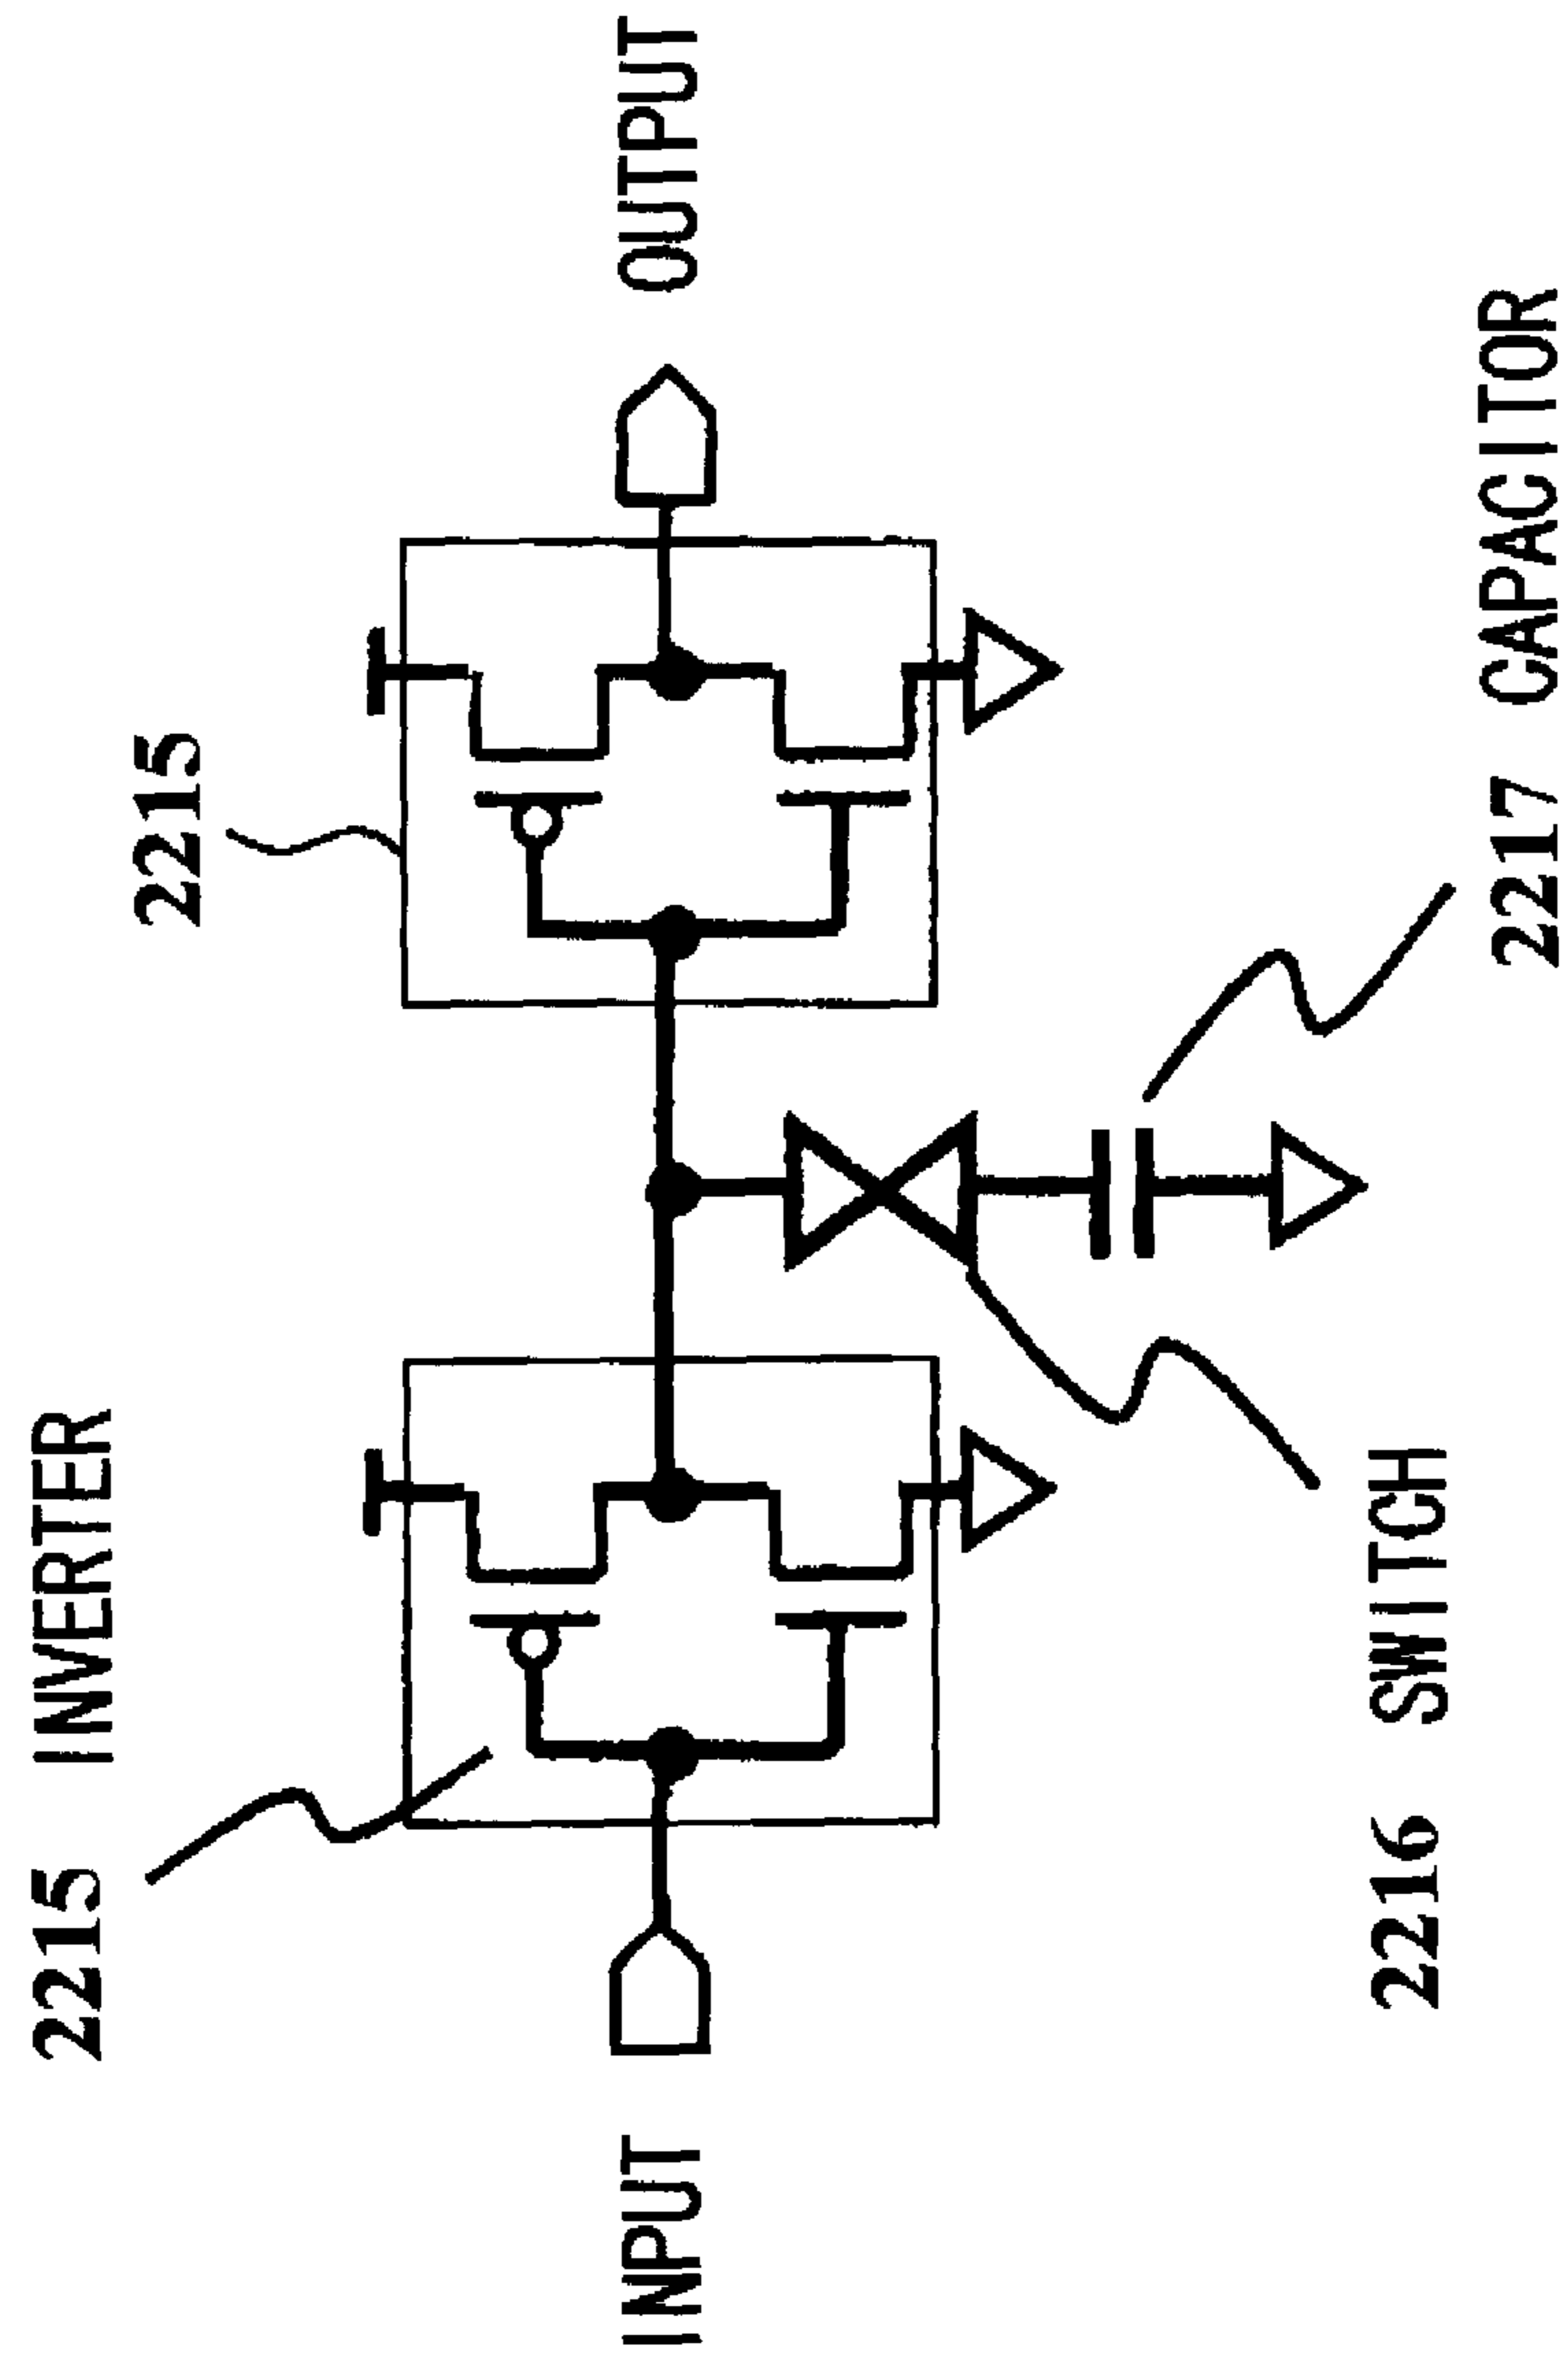 2215 INVERTER
2215
INPUT
OUTPUT
2216 SWITCH
2217 CAPACITOR